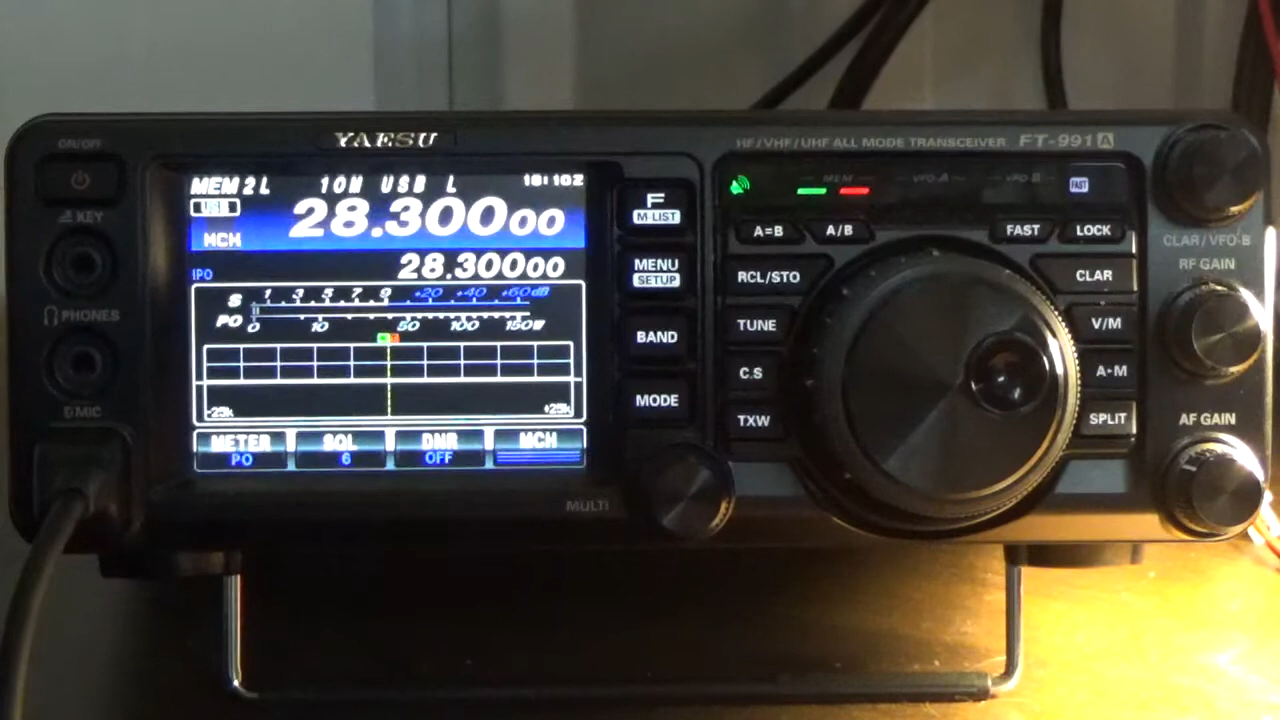 ON/OFF
YAESU
HF/VHF/UHF ALL MODE TRANSCEIVER FT-991A
MEM 2L 10M USB L 18:102
USB
28.300.00
MCH
IPO
28.300.00
S 1 3 5 7 9 +20 +40 +60dB
PO 0 10 50 100 150W
-25k +25k
METER SQL DNR MCH
PO 6 OFF
KEY
PHONES
MIC
F
M-LIST
MENU
SETUP
BAND
MODE
MULTI
MEM VFO-A VFO-B FAST
A=B A/B FAST LOCK
RCL/STO CLAR
TUNE V/M
C.S A▸M
TXW SPLIT
CLAR/VFO-B
RF GAIN
AF GAIN